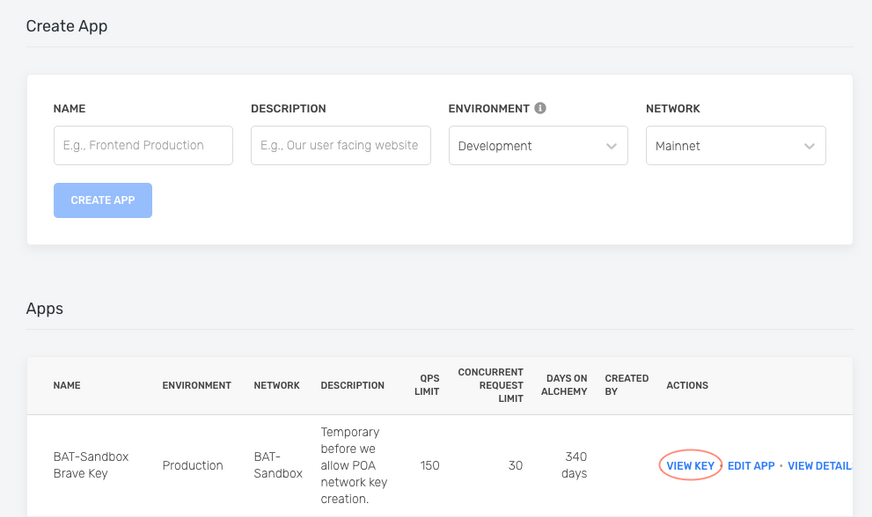 Create App
NAME
DESCRIPTION
ENVIRONMENT
NETWORK
E.g., Frontend Production
E.g., Our user facing website
Development
Mainnet
CREATE APP
Apps
NAME
ENVIRONMENT
NETWORK
DESCRIPTION
QPS
LIMIT
CONCURRENT
REQUEST
LIMIT
DAYS ON
ALCHEMY
CREATED
BY
ACTIONS
BAT-Sandbox
Brave Key
Production
BAT-
Sandbox
Temporary
before we
allow POA
network key
creation.
150
30
340
days
VIEW KEY · EDIT APP · VIEW DETAIL